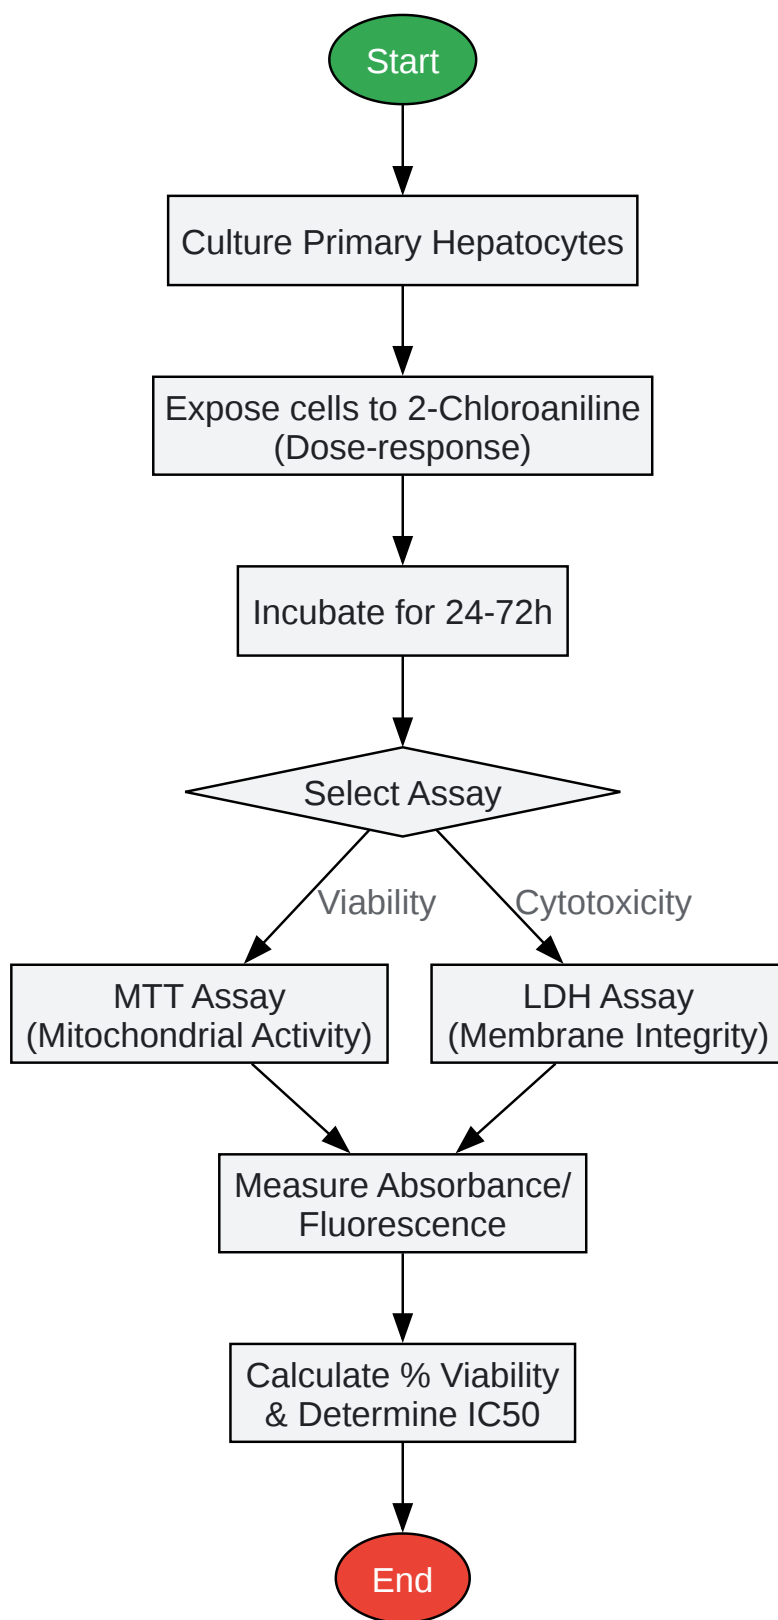 Start
Culture Primary Hepatocytes
Expose cells to 2-Chloroaniline
(Dose-response)
Incubate for 24-72h
Select Assay
Viability
Cytotoxicity
MTT Assay
(Mitochondrial Activity)
LDH Assay
(Membrane Integrity)
Measure Absorbance/
Fluorescence
Calculate % Viability
& Determine IC50
End